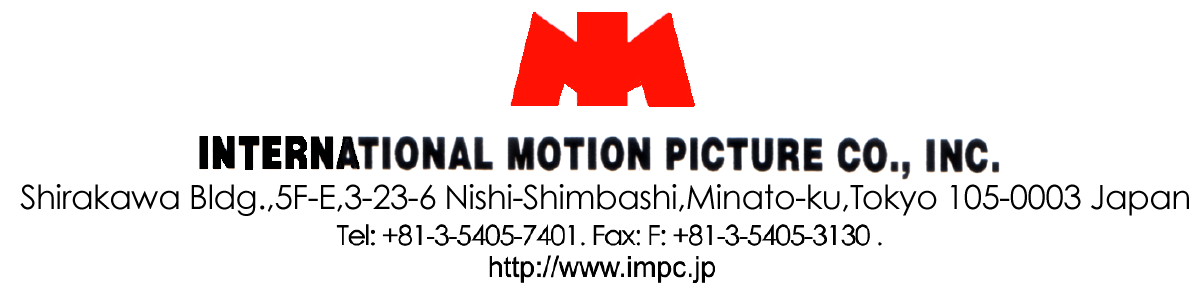 INTERNATIONAL MOTION PICTURE CO., INC.
Shirakawa Bldg.,5F-E,3-23-6 Nishi-Shimbashi,Minato-ku,Tokyo 105-0003 Japan
Tel: +81-3-5405-7401. Fax: F: +81-3-5405-3130 .
http://www.impc.jp